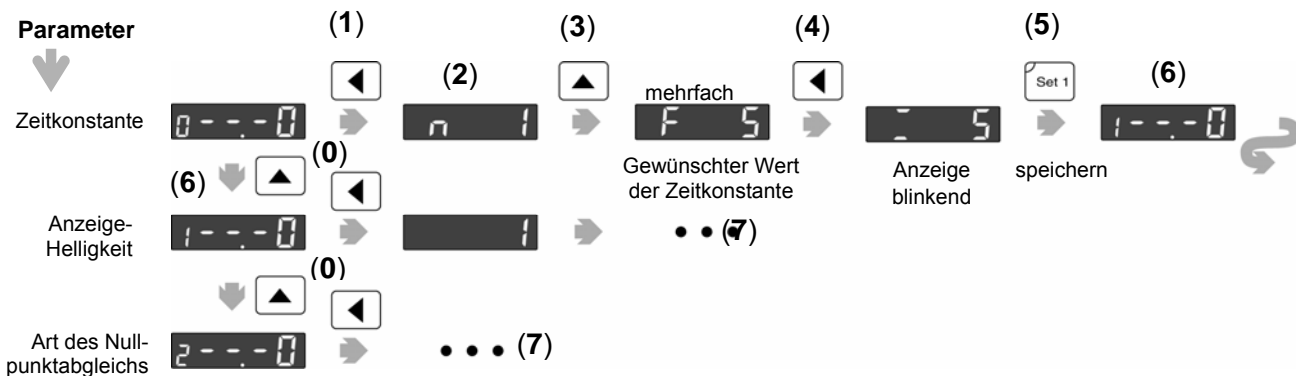 Parameter (1) (3) (4) (5)
(2) (6)
Set 1
mehrfach
Zeitkonstante 0--.-0 n 1 F 5 5 1--.-0
(0)
(6) Gewünschter Wert der Zeitkonstante Anzeige blinkend speichern
Anzeige-
Helligkeit 1--.-0 1 (7)
(0)
Art des Null-
punktabgleichs 2--.-0 • • • (7)